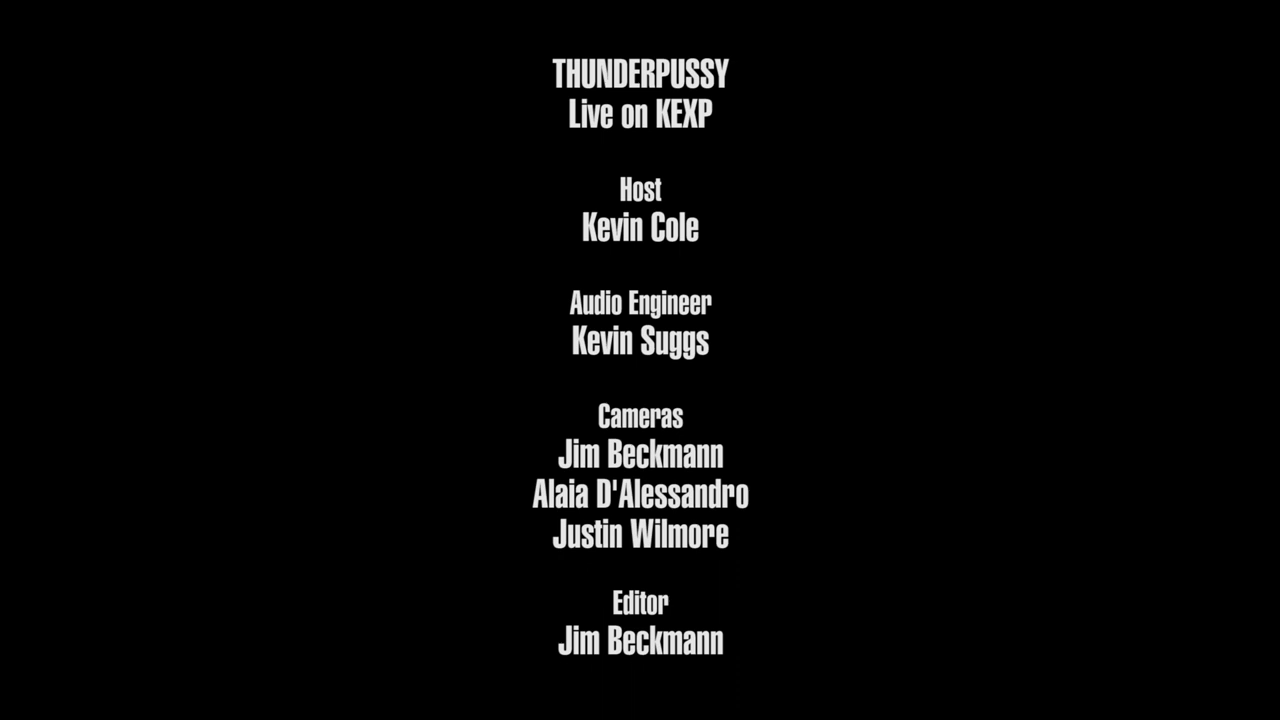 THUNDERPUSSY
Live on KEXP
Host
Kevin Cole
Audio Engineer
Kevin Suggs
Cameras
Jim Beckmann
Alaia D'Alessandro
Justin Wilmore
Editor
Jim Beckmann